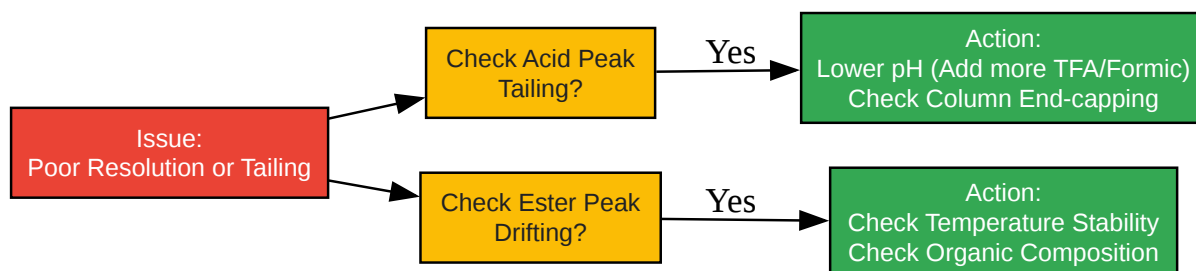 Issue:
Poor Resolution or Tailing
Check Acid Peak
Tailing?
Yes
Action:
Lower pH (Add more TFA/Formic)
Check Column End-capping
Check Ester Peak
Drifting?
Yes
Action:
Check Temperature Stability
Check Organic Composition